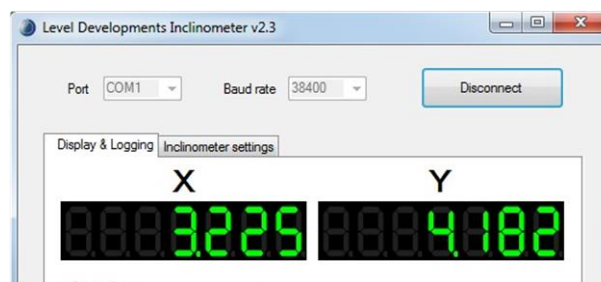 Level Developments Inclinometer v2.3
Port COM1 Baud rate 38400 Disconnect
Display & Logging Inclinometer settings
X Y
3.225 4.182